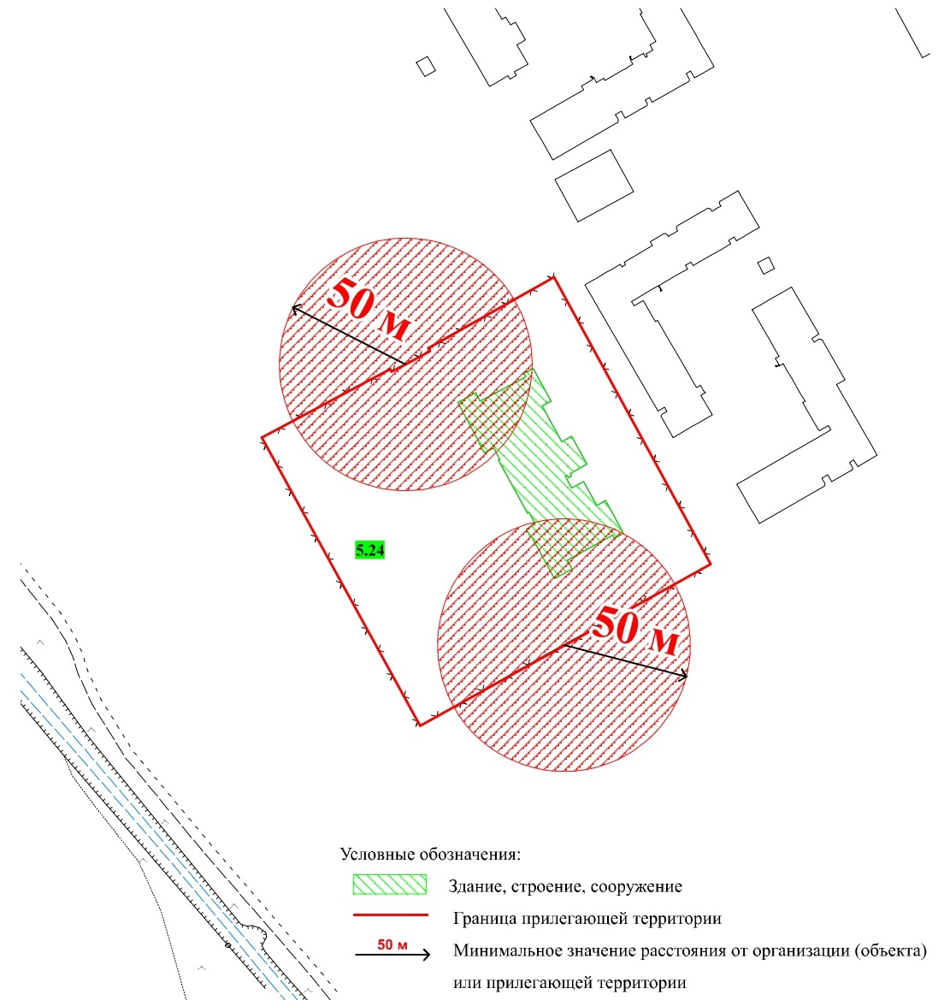 50 м
5.24
50 м
Условные обозначения:
Здание, строение, сооружение
Граница прилегающей территории
50 м
Минимальное значение расстояния от организации (объекта)
или прилегающей территории